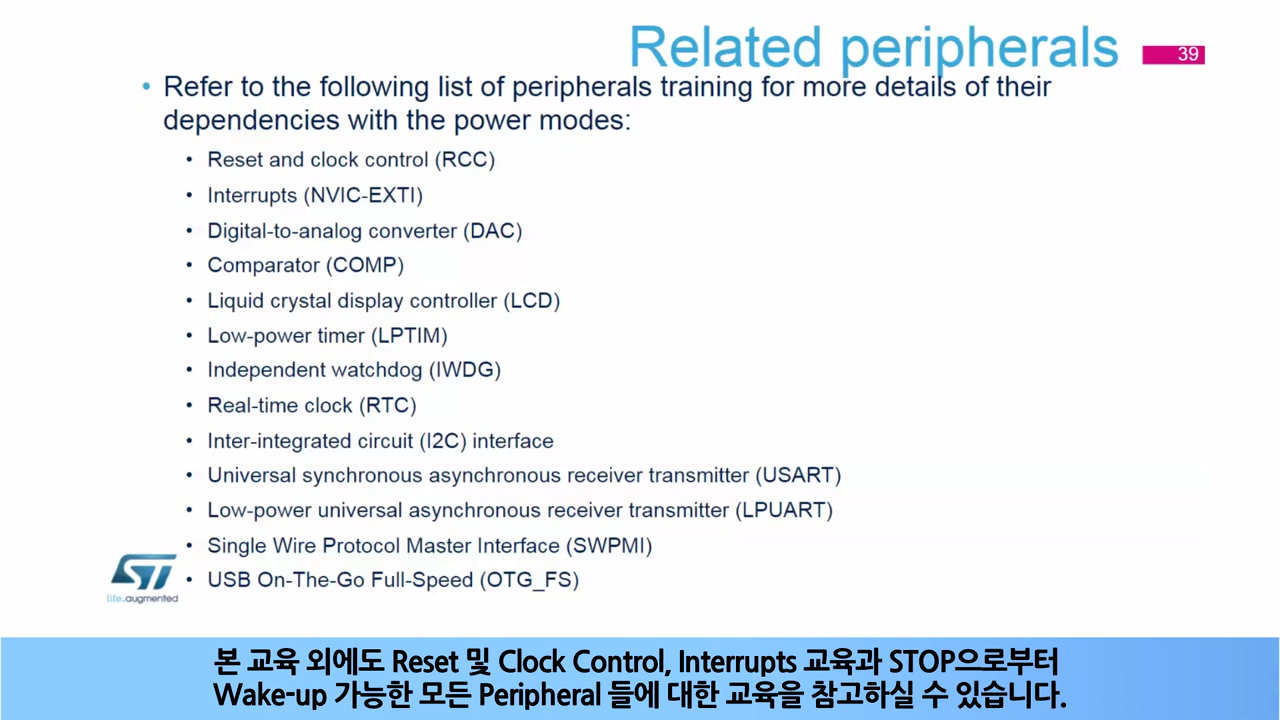 Related peripherals
39
• Refer to the following list of peripherals training for more details of their
dependencies with the power modes:
• Reset and clock control (RCC)
• Interrupts (NVIC-EXTI)
• Digital-to-analog converter (DAC)
• Comparator (COMP)
• Liquid crystal display controller (LCD)
• Low-power timer (LPTIM)
• Independent watchdog (IWDG)
• Real-time clock (RTC)
• Inter-integrated circuit (I2C) interface
• Universal synchronous asynchronous receiver transmitter (USART)
• Low-power universal asynchronous receiver transmitter (LPUART)
• Single Wire Protocol Master Interface (SWPMI)
• USB On-The-Go Full-Speed (OTG_FS)
ST
life.augmented
본 교육 외에도 Reset 및 Clock Control, Interrupts 교육과 STOP으로부터
Wake-up 가능한 모든 Peripheral 들에 대한 교육을 참고하실 수 있습니다.